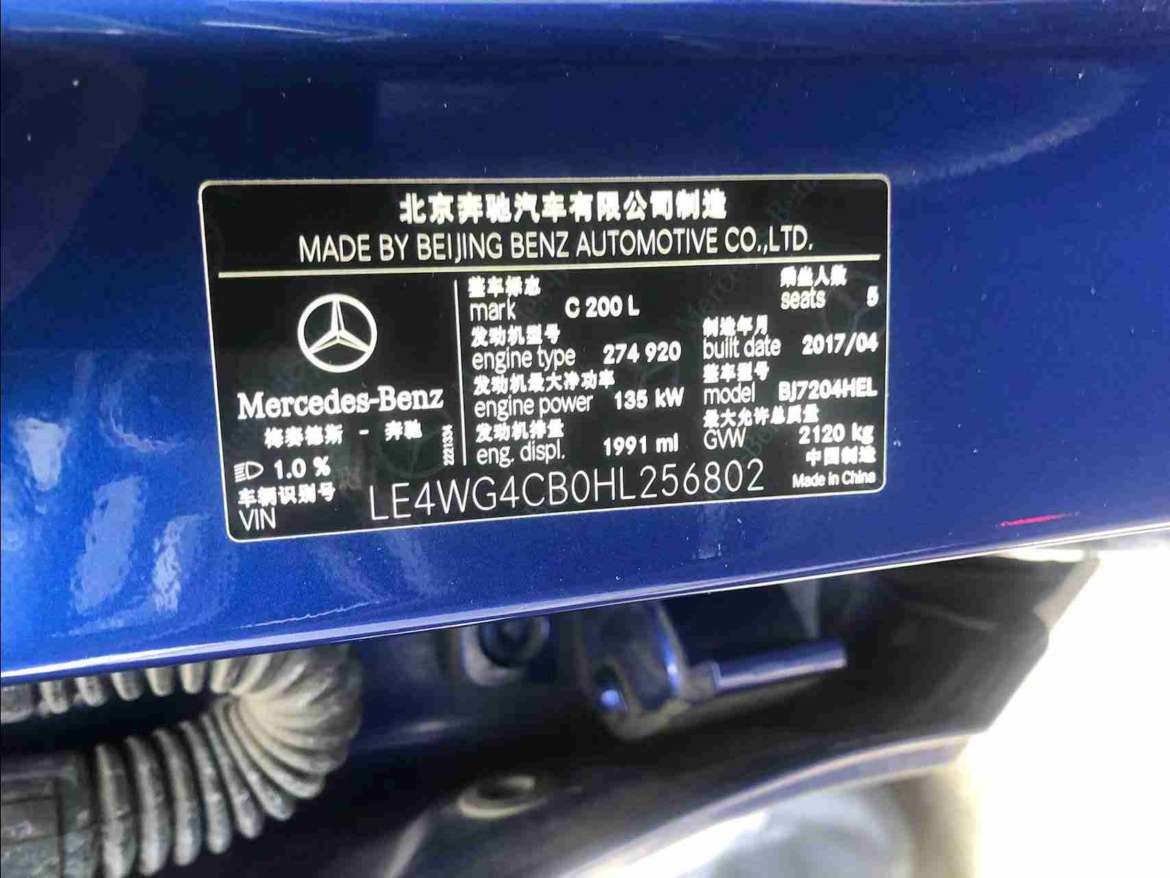 北京奔驰汽车有限公司制造
MADE BY BEIJING BENZ AUTOMOTIVE CO.,LTD.
Mercedes-Benz
梅赛德斯 - 奔驰
1.0 %
2221334
整车标志
mark C 200 L
乘坐人数
seats 5
发动机型号
engine type 274 920
制造年月
built date 2017/04
发动机最大净功率
engine power 135 kW
整车型号
model BJ7204HEL
发动机排量
eng. displ. 1991 ml
最大允许总质量
GVW 2120 kg
中国制造
Made in China
车辆识别号
VIN LE4WG4CB0HL256802